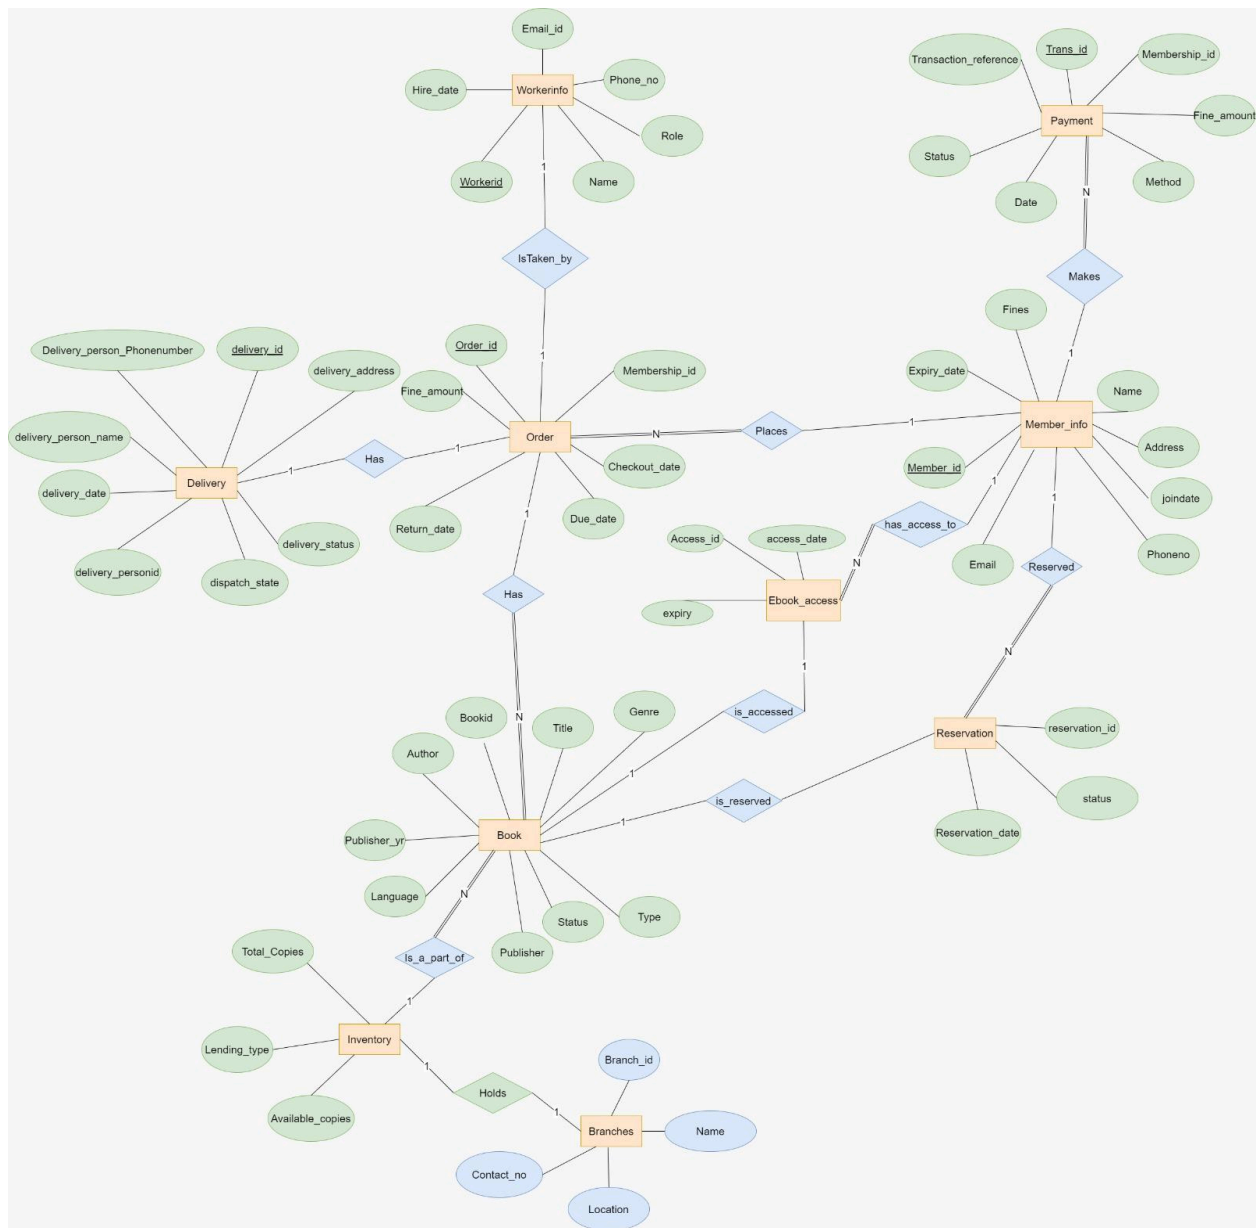 Email_id
Workerinfo
Phone_no
Hire_date
Role
Workerid
Name
1
IsTaken_by
1
Trans_id
Membership_id
Transaction_reference
Fine_amount
Payment
Status
Method
Date
N
Makes
1
Fines
Expiry_date
Name
Member_info
Address
Member_id
joindate
Phoneno
Email
Delivery_person_Phonenumber
delivery_id
delivery_address
delivery_person_name
Delivery
delivery_date
delivery_status
delivery_personid
dispatch_state
1
Has
1
Order_id
Membership_id
Fine_amount
Order
Checkout_date
Due_date
Return_date
N
Places
1
1
has_access_to
N
1
Reserved
N
Access_id
access_date
Ebook_access
expiry
1
is_accessed
1
1
Has
N
Reservation
reservation_id
status
Reservation_date
is_reserved
1
Bookid
Title
Genre
Author
Publisher_yr
Book
Language
Type
Status
Publisher
N
Is_a_part_of
1
Total_Copies
Inventory
Lending_type
Available_copies
1
Holds
1
Branch_id
Branches
Name
Contact_no
Location